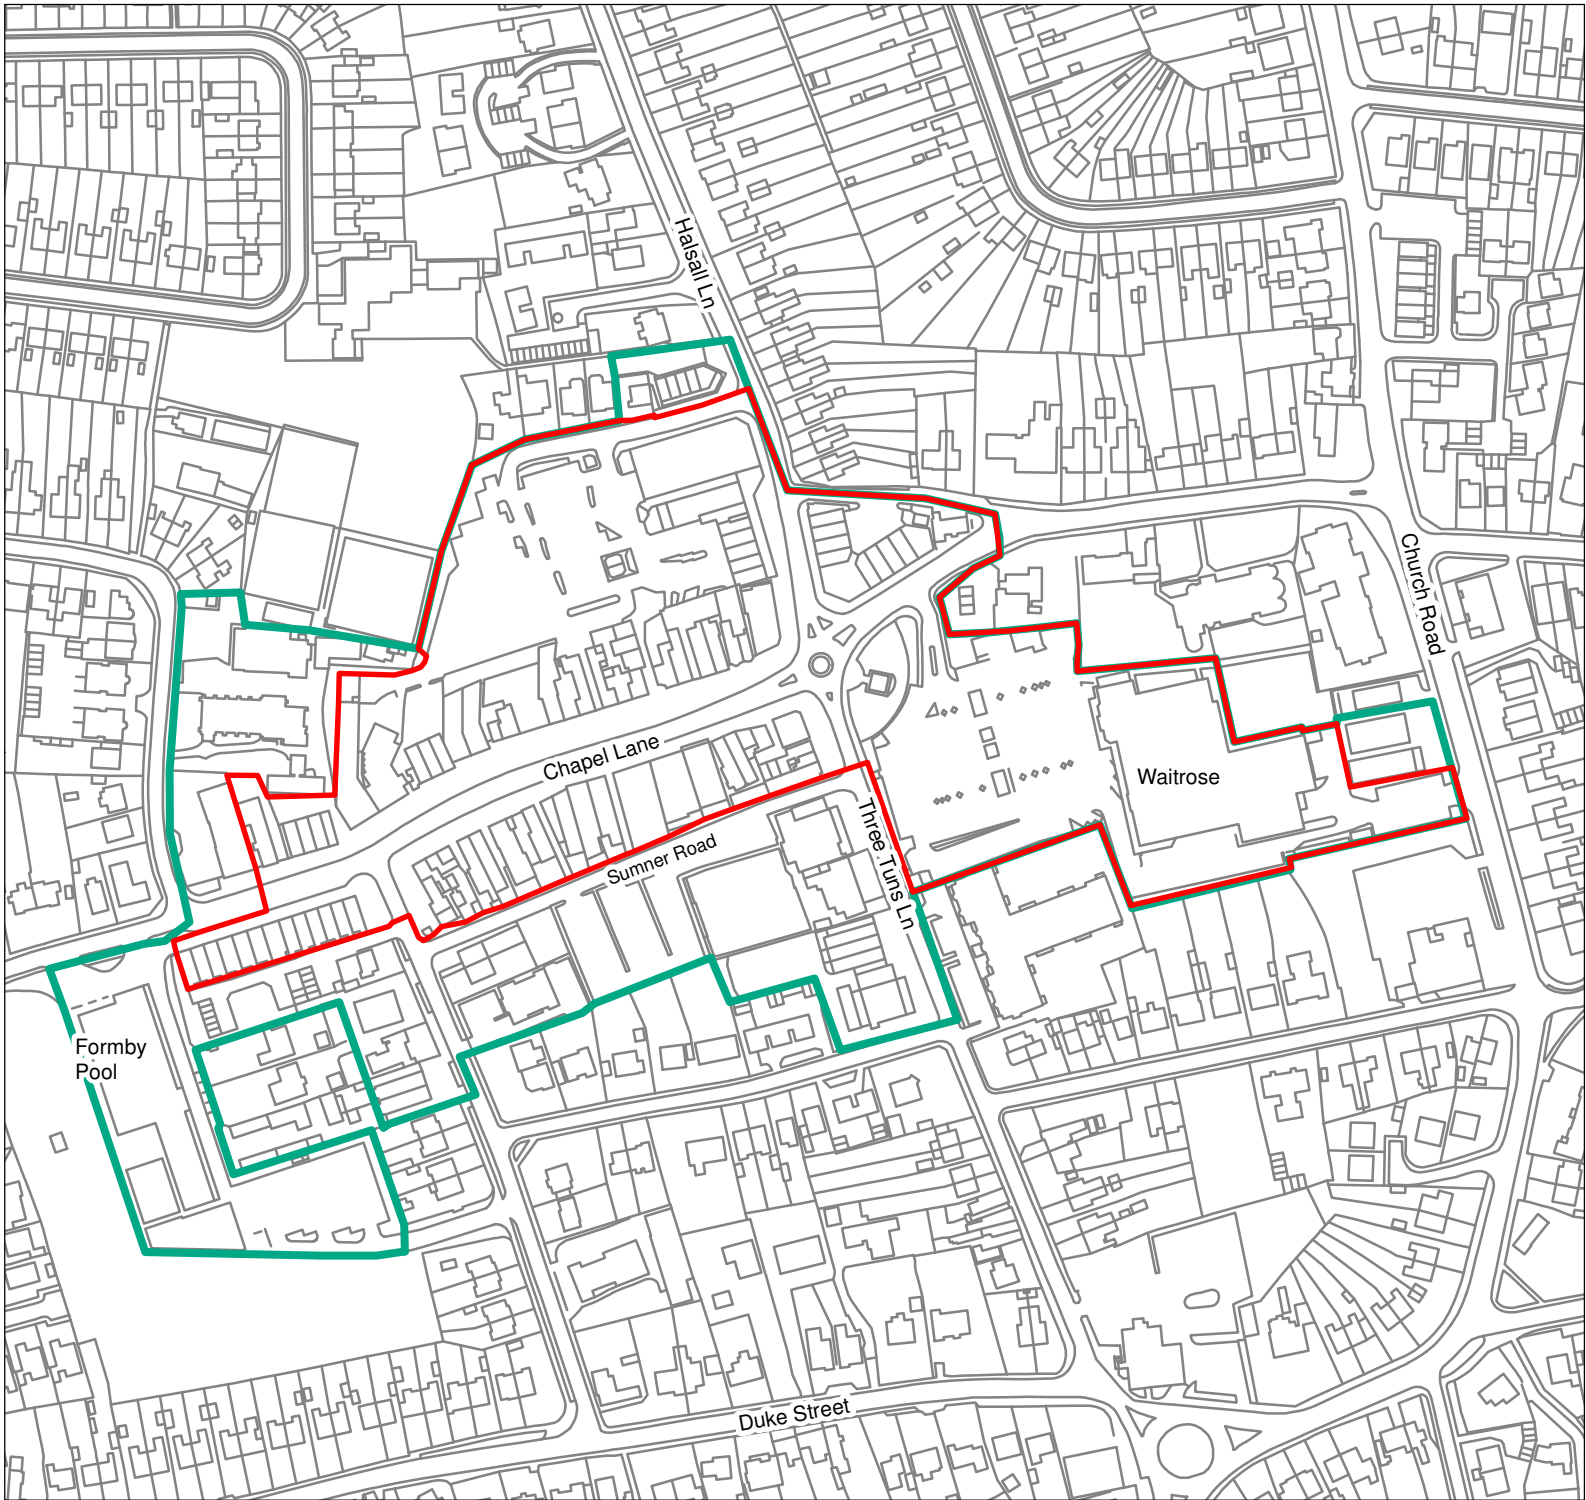 Halsall Ln
Church Road
Chapel Lane
Waitrose
Three Tuns Ln
Sumner Road
Formby
Pool
Duke Street